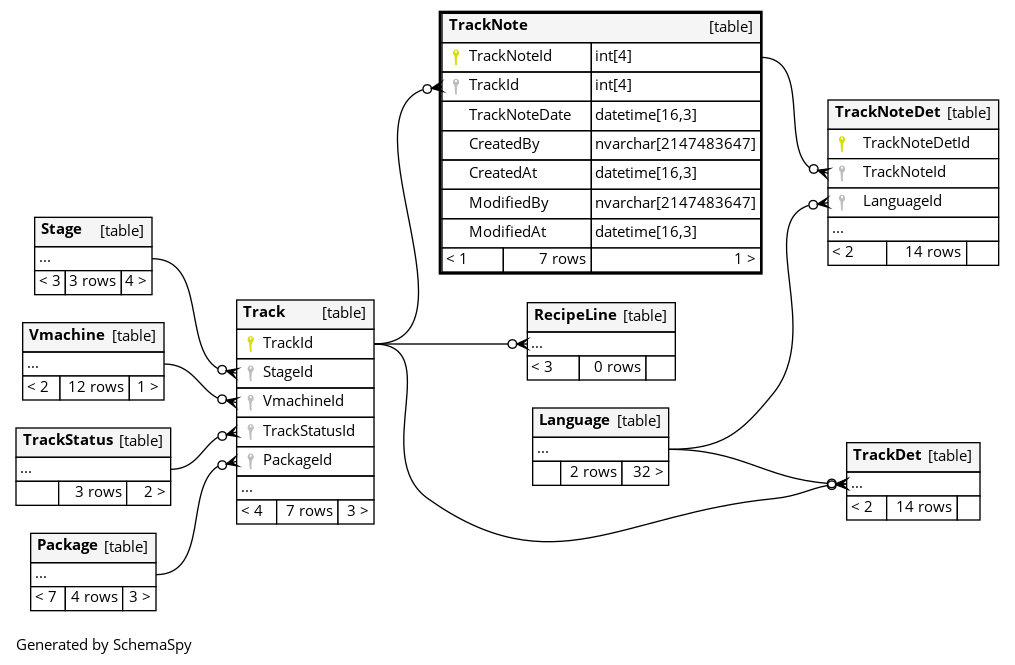 TrackNote [table]
TrackNoteId int[4]
TrackId int[4]
TrackNoteDate datetime[16,3]
CreatedBy nvarchar[2147483647]
CreatedAt datetime[16,3]
ModifiedBy nvarchar[2147483647]
ModifiedAt datetime[16,3]
< 1 7 rows 1 >
TrackNoteDet [table]
TrackNoteDetId
TrackNoteId
LanguageId
...
< 2 14 rows
Stage [table]
...
< 3 3 rows 4 >
Vmachine [table]
...
< 2 12 rows 1 >
TrackStatus [table]
...
3 rows 2 >
Package [table]
...
< 7 4 rows 3 >
Track [table]
TrackId
StageId
VmachineId
TrackStatusId
PackageId
...
< 4 7 rows 3 >
RecipeLine [table]
...
< 3 0 rows
Language [table]
...
2 rows 32 >
TrackDet [table]
...
< 2 14 rows
Generated by SchemaSpy